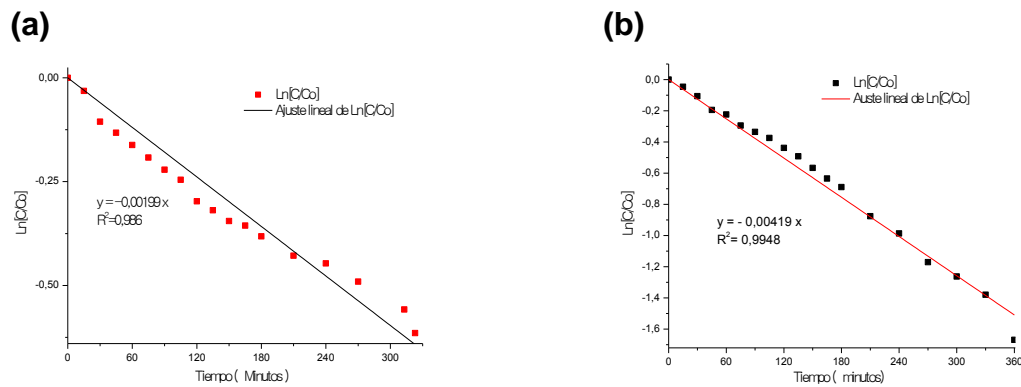 (a)
0,00
-0,25
-0,50
Ln[C/Co]
Ln[C/Co]
Ajuste lineal de Ln[C/Co]
y = −0,00199 x
R²=0,986
0 60 120 180 240 300
Tiempo ( Minutos )
(b)
0,0
-0,2
-0,4
-0,6
-0,8
-1,0
-1,2
-1,4
-1,6
Ln[C/Co]
Ln[C/Co]
Auste lineal de Ln[C/Co]
y = - 0,00419 x
R²= 0,9948
0 60 120 180 240 300 360
Tiempo ( minutos)